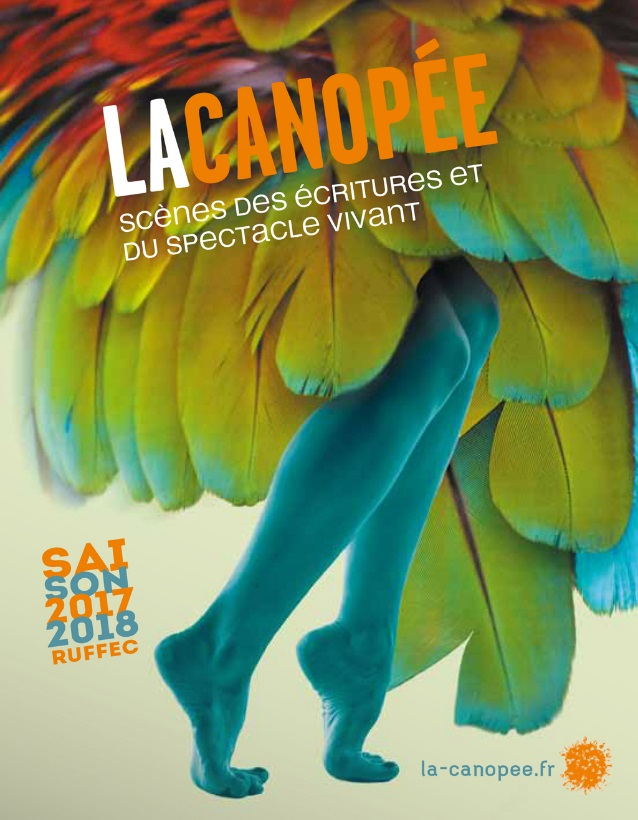 LACANOPÉE
scènes des écritures et
du spectacle vivant
SAI
SON
2017
2018
RUFFEC
la-canopee.fr